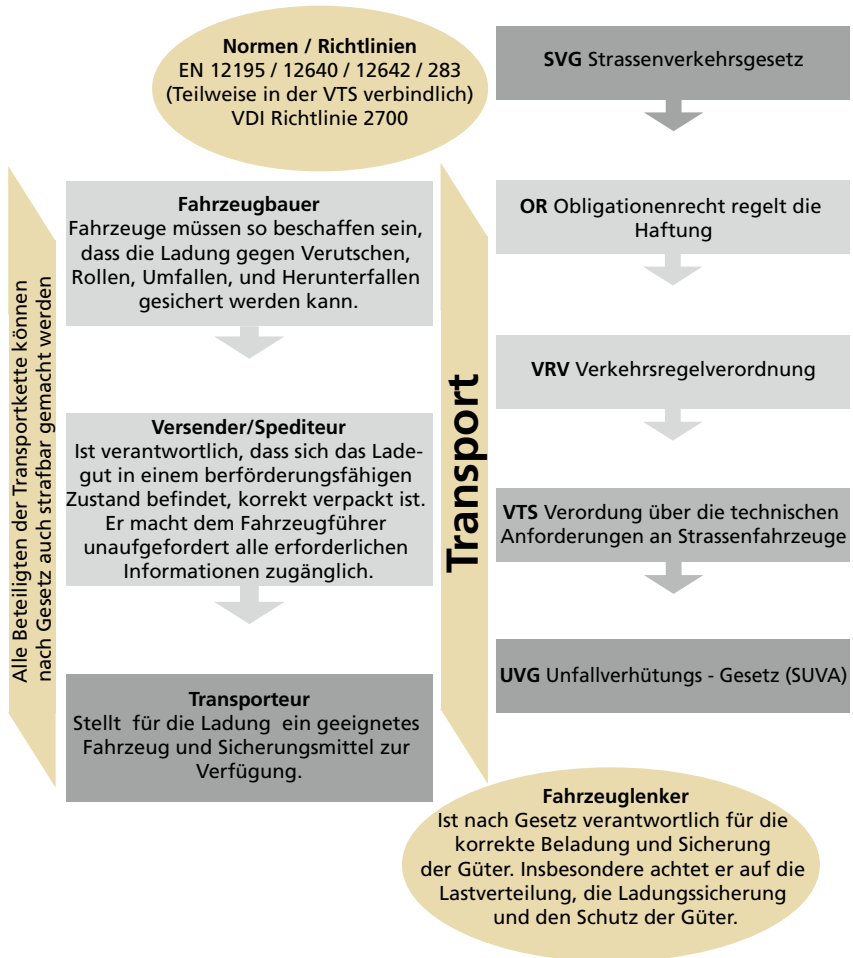 Normen / Richtlinien
EN 12195 / 12640 / 12642 / 283
(Teilweise in der VTS verbindlich)
VDI Richtlinie 2700
Alle Beteiligten der Transportkette können
nach Gesetz auch strafbar gemacht werden
Fahrzeugbauer
Fahrzeuge müssen so beschaffen sein,
dass die Ladung gegen Verutschen,
Rollen, Umfallen, und Herunterfallen
gesichert werden kann.
Versender/Spediteur
Ist verantwortlich, dass sich das Lade-
gut in einem berförderungsfähigen
Zustand befindet, korrekt verpackt ist.
Er macht dem Fahrzeugführer
unaufgefordert alle erforderlichen
Informationen zugänglich.
Transporteur
Stellt für die Ladung ein geeignetes
Fahrzeug und Sicherungsmittel zur
Verfügung.
Transport
SVG Strassenverkehrsgesetz
OR Obligationenrecht regelt die
Haftung
VRV Verkehrsregelverordnung
VTS Verordung über die technischen
Anforderungen an Strassenfahrzeuge
UVG Unfallverhütungs - Gesetz (SUVA)
Fahrzeuglenker
Ist nach Gesetz verantwortlich für die
korrekte Beladung und Sicherung
der Güter. Insbesondere achtet er auf die
Lastverteilung, die Ladungssicherung
und den Schutz der Güter.